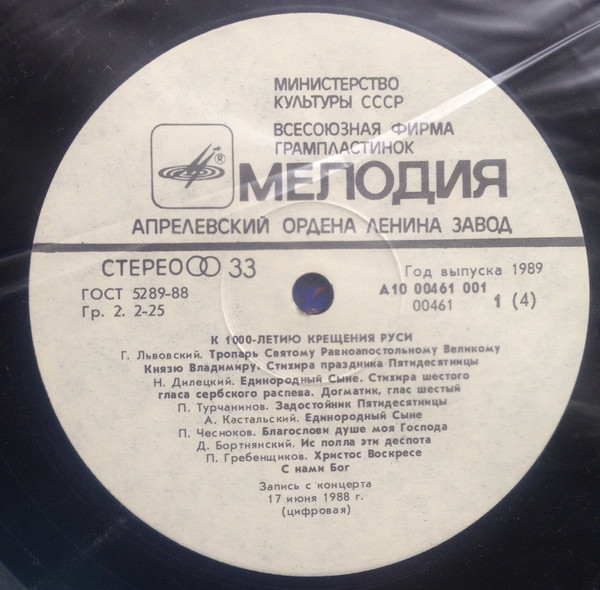 МИНИСТЕРСТВО
КУЛЬТУРЫ СССР
ВСЕСОЮЗНАЯ ФИРМА
ГРАМПЛАСТИНОК
®
МЕЛОДИЯ
АПРЕЛЕВСКИЙ ОРДЕНА ЛЕНИНА ЗАВОД
СТЕРЕО 33
Год выпуска 1989
ГОСТ 5289-88
А10 00461 001
Гр. 2. 2-25
00461 1 (4)
К 1000-ЛЕТИЮ КРЕЩЕНИЯ РУСИ
Г. Львовский. Тропарь Святому Равноапостольному Великому
Князю Владимиру. Стихира праздника Пятидесятницы
Н. Дилецкий. Единородный Сыне. Стихира шестого
гласа сербского распева. Догматик, глас шестый
П. Турчанинов. Задостойник Пятидесятницы
А. Кастальский. Единородный Сыне
П. Чесноков. Благослови душе моя Господа
Д. Бортнянский. Ис полла эти деспота
П. Гребенщиков. Христос Воскресе
С нами Бог
Запись с концерта
17 июня 1988 г.
(цифровая)